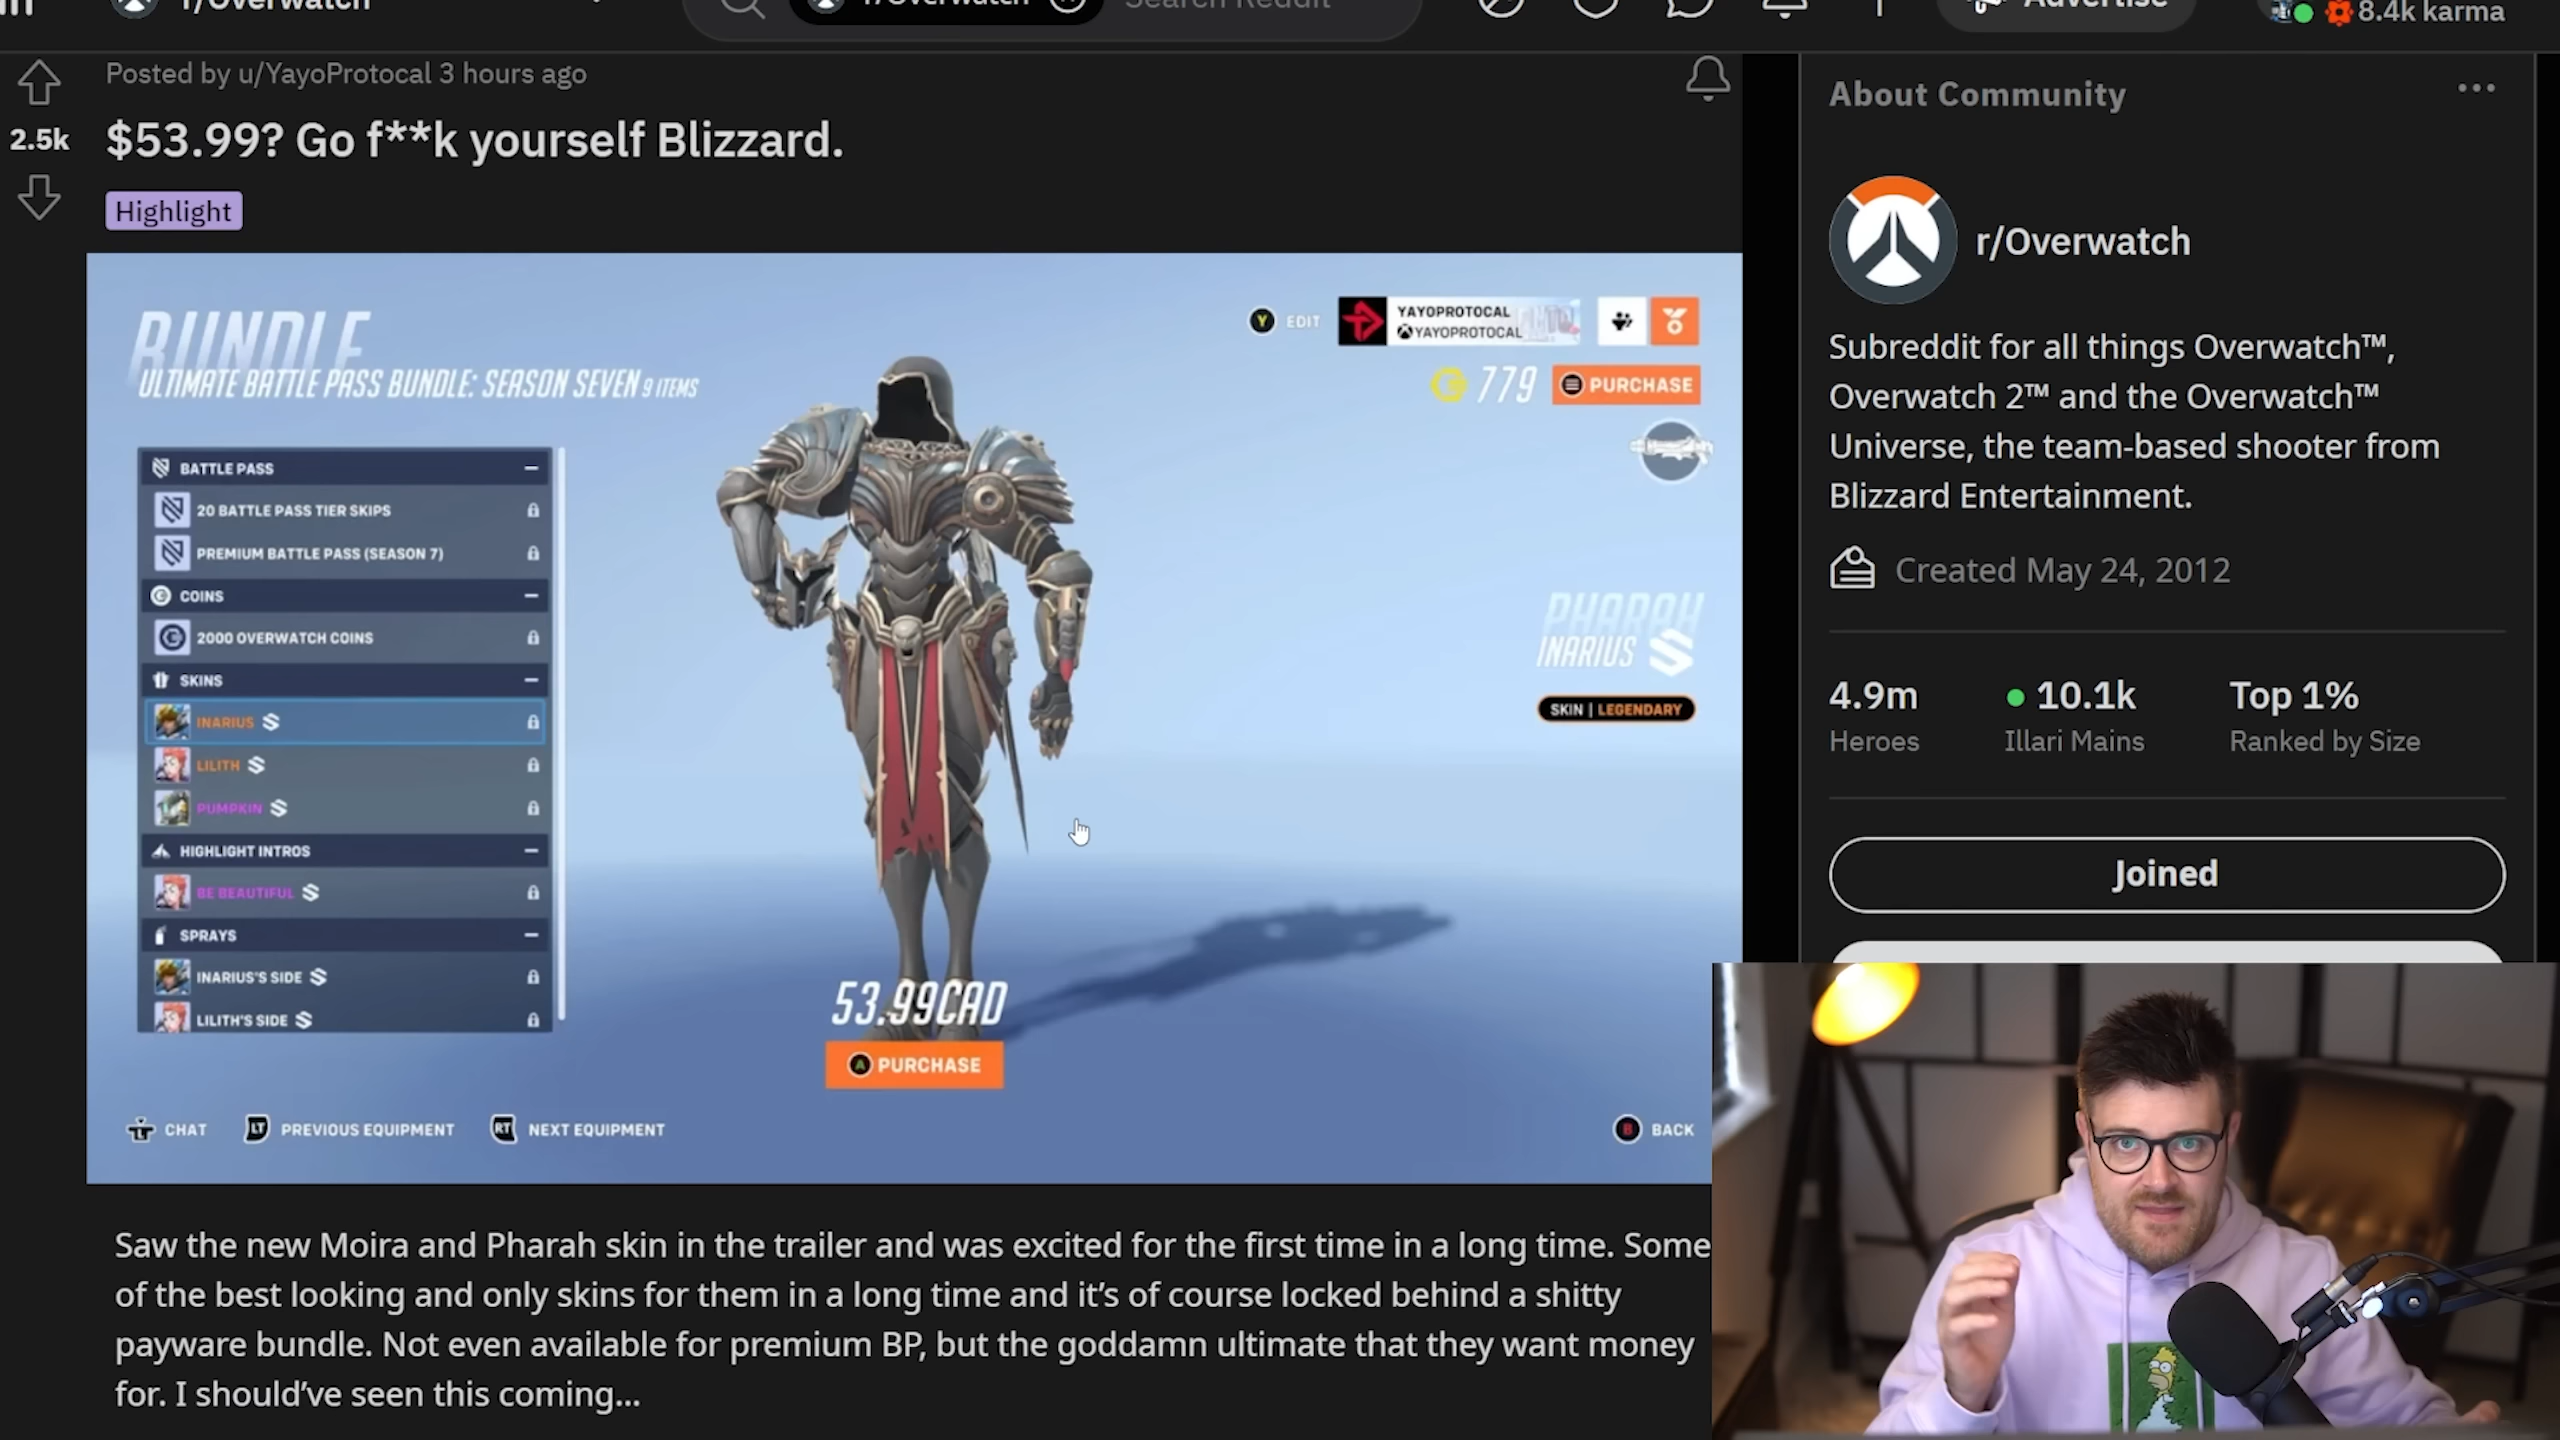 r/Overwatch
r/Overwatch
Search Reddit
Advertise
8.4k karma
Posted by u/YayoProtocal 3 hours ago
2.5k
$53.99? Go f**k yourself Blizzard.
Highlight
BUNDLE
ULTIMATE BATTLE PASS BUNDLE: SEASON SEVEN 9 ITEMS
Y EDIT
YAYOPROTOCAL
YAYOPROTOCAL
779
PURCHASE
BATTLE PASS
20 BATTLE PASS TIER SKIPS
PREMIUM BATTLE PASS (SEASON 7)
COINS
2000 OVERWATCH COINS
SKINS
INARIUS
LILITH
PUMPKIN
HIGHLIGHT INTROS
BE BEAUTIFUL
SPRAYS
INARIUS'S SIDE
LILITH'S SIDE
PHARAH
INARIUS
SKIN | LEGENDARY
53.99CAD
A PURCHASE
L CHAT
LT PREVIOUS EQUIPMENT
RT NEXT EQUIPMENT
B BACK
Saw the new Moira and Pharah skin in the trailer and was excited for the first time in a long time. Some
of the best looking and only skins for them in a long time and it's of course locked behind a shitty
payware bundle. Not even available for premium BP, but the goddamn ultimate that they want money
for. I should've seen this coming...
About Community
r/Overwatch
Subreddit for all things Overwatch™,
Overwatch 2™ and the Overwatch™
Universe, the team-based shooter from
Blizzard Entertainment.
Created May 24, 2012
4.9m
Heroes
10.1k
Illari Mains
Top 1%
Ranked by Size
Joined